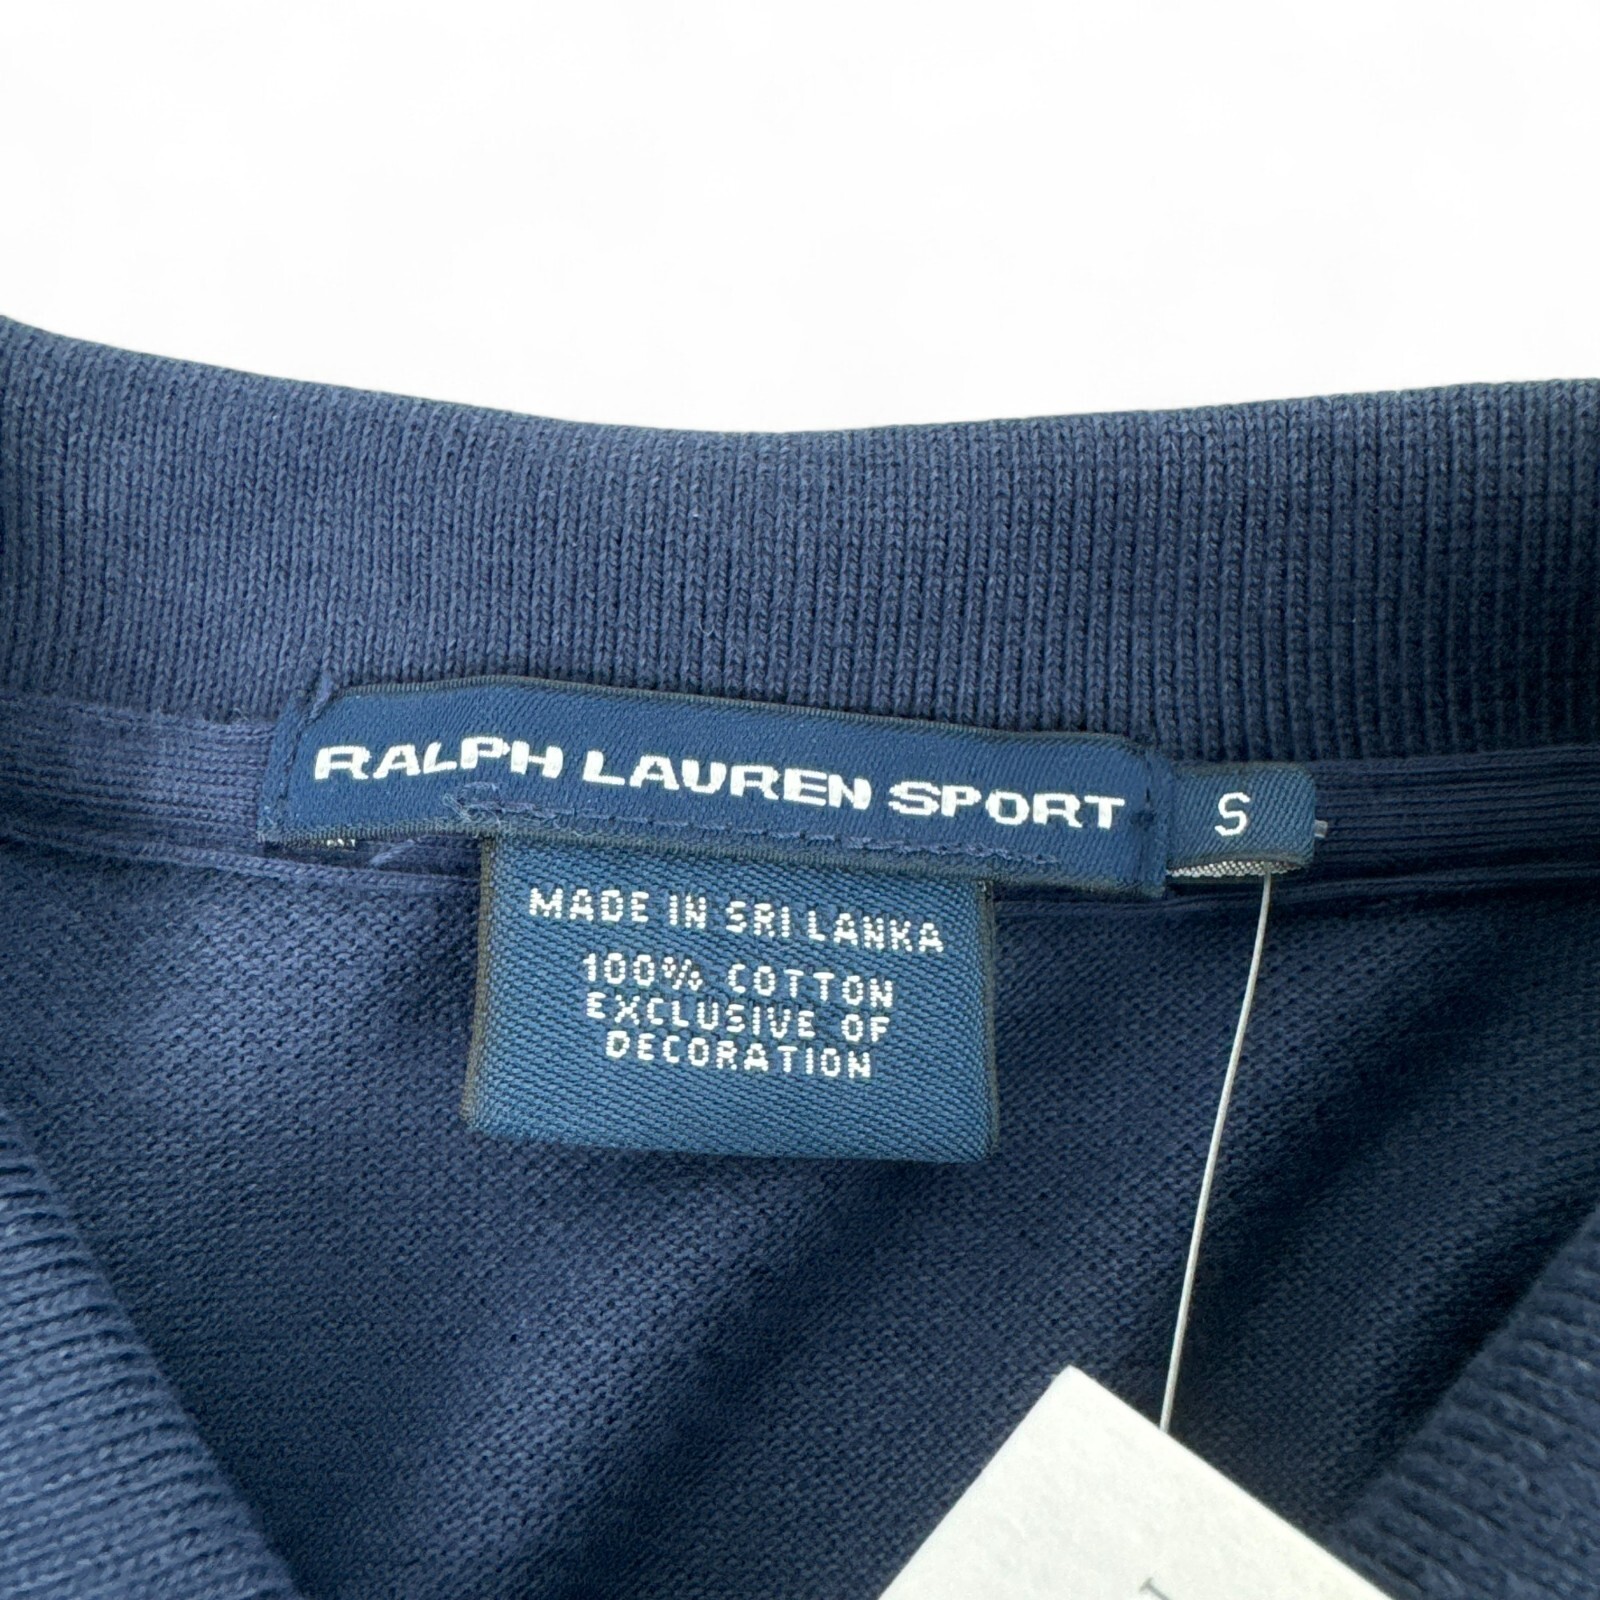 RALPH LAUREN SPORT
S
MADE IN SRI LANKA
100% COTTON
EXCLUSIVE OF
DECORATION